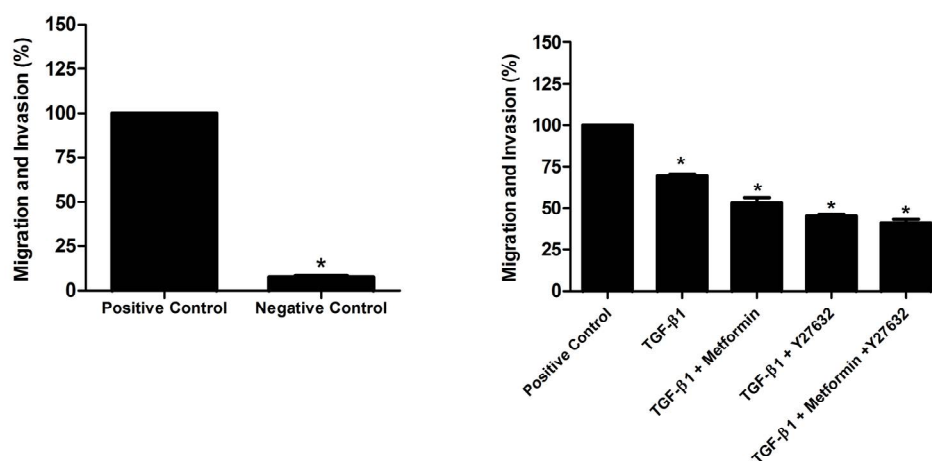 Migration and Invasion (%)
150
125
100
75
50
25
0
*
Positive Control
Negative Control
Migration and Invasion (%)
150
125
100
75
50
25
0
*
*
*
*
Positive Control
TGF-β1
TGF-β1 + Metformin
TGF-β1 + Y27632
TGF-β1 + Metformin +Y27632